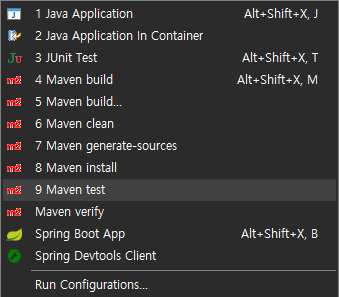 1 Java Application Alt+Shift+X, J
2 Java Application In Container
3 JUnit Test Alt+Shift+X, T
4 Maven build Alt+Shift+X, M
5 Maven build...
6 Maven clean
7 Maven generate-sources
8 Maven install
9 Maven test
Maven verify
Spring Boot App Alt+Shift+X, B
Spring Devtools Client
Run Configurations...